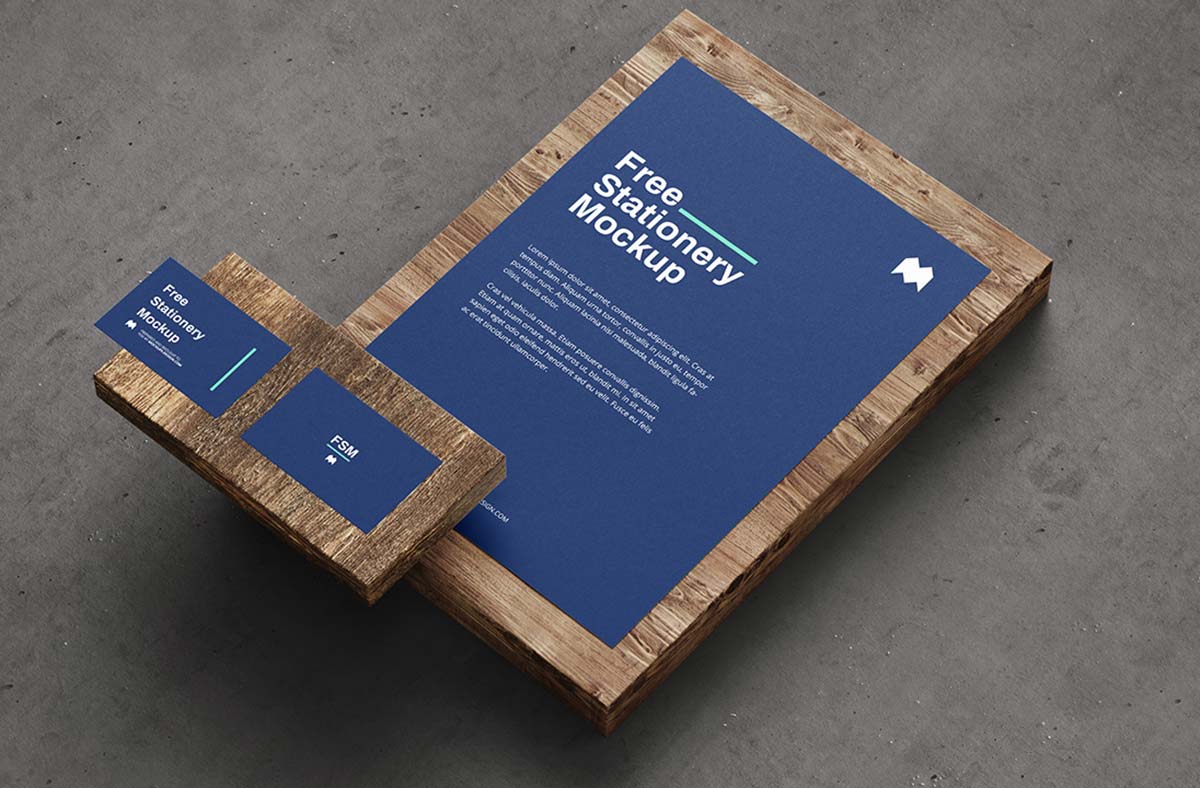 Free
Stationery
Mockup
Lorem ipsum dolor sit amet, consectetur adipiscing elit. Cras at
tempus diam. Aliquam urna tortor, convallis in justo eu, tempor
porttitor nunc. Aliquam lacinia nisi malesuada, blandit ligula fa-
cilisis, iaculis dolor.
Cras vel vehicula massa. Etiam posuere convallis dignissim.
Etiam at quam ornare, mattis eros ut, blandit mi. In sit amet
sapien eget odio eleifend hendrerit sed eu velit. Fusce eu felis
ac erat tincidunt ullamcorper.
SIGN.COM
Free
Stationery
Mockup
FSM